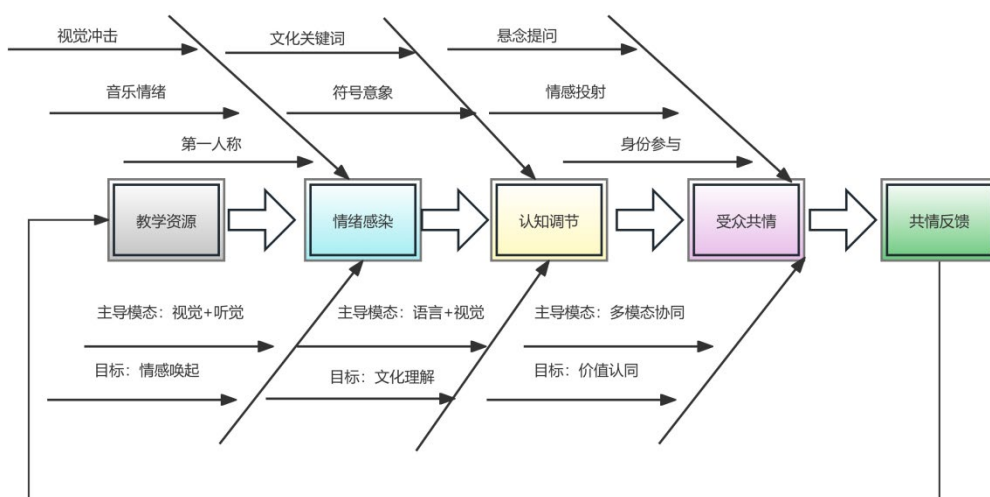 视觉冲击
文化关键词
悬念提问
音乐情绪
符号意象
情感投射
第一人称
身份参与
教学资源
情绪感染
认知调节
受众共情
共情反馈
主导模态：视觉+听觉
主导模态：语言+视觉
主导模态：多模态协同
目标：情感唤起
目标：文化理解
目标：价值认同